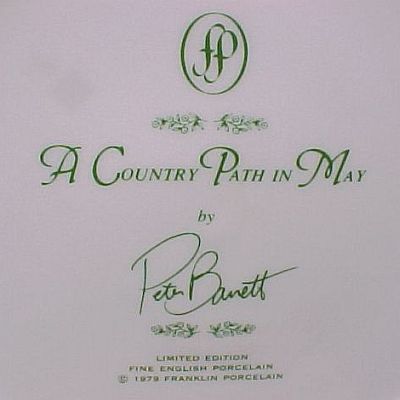 fp
A COUNTRY PATH IN MAY
by
Peter Barrett
LIMITED EDITION
FINE ENGLISH PORCELAIN
© 1979 FRANKLIN PORCELAIN